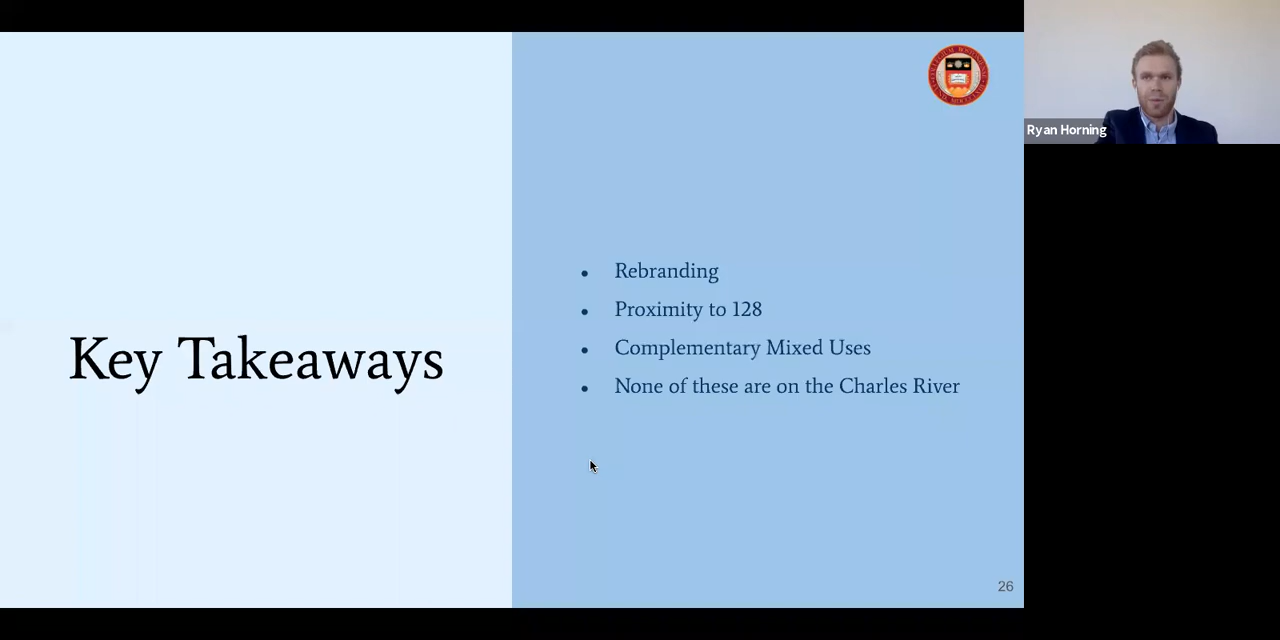 Ryan Horning
Key Takeaways
Rebranding
Proximity to 128
Complementary Mixed Uses
None of these are on the Charles River
26